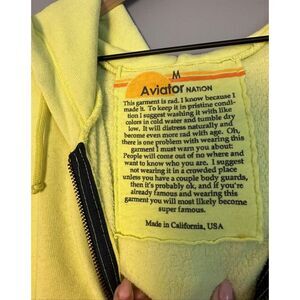 M
Aviator NATION
This garment is rad. I know because I
made it. To keep it in pristine condi-
tion I suggest washing it with like
colors in cold water and tumble dry
low. It will distress naturally and
become even more rad with age. Oh,
there is one problem with wearing this
garment I must warn you about:
People will come out of no where and
want to know who you are. I suggest
not wearing it in a crowded place
unless you have a couple body guards,
then it's probably ok, and if you're
already famous and wearing this
garment you will most likely become
super famous.
Made in California, USA